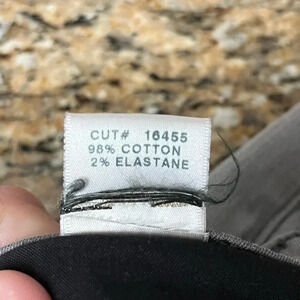 CUT# 16455
98% COTTON
2% ELASTANE